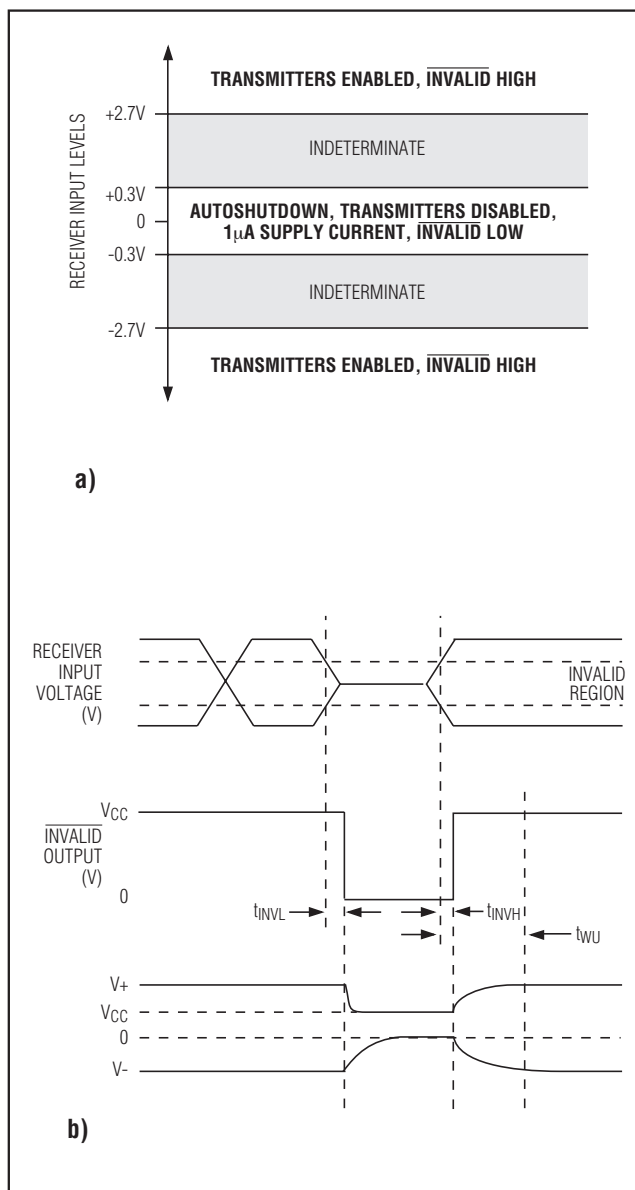 TRANSMITTERS ENABLED, INVALID HIGH
+2.7V
INDETERMINATE
+0.3V
RECEIVER INPUT LEVELS
AUTOSHUTDOWN, TRANSMITTERS DISABLED,
0
1μA SUPPLY CURRENT, INVALID LOW
-0.3V
INDETERMINATE
-2.7V
TRANSMITTERS ENABLED, INVALID HIGH
a)
RECEIVER
INPUT
VOLTAGE
(V)
INVALID
REGION
VCC
INVALID
OUTPUT
(V)
0
tINVL
tINVH
tWU
V+
VCC
0
V-
b)